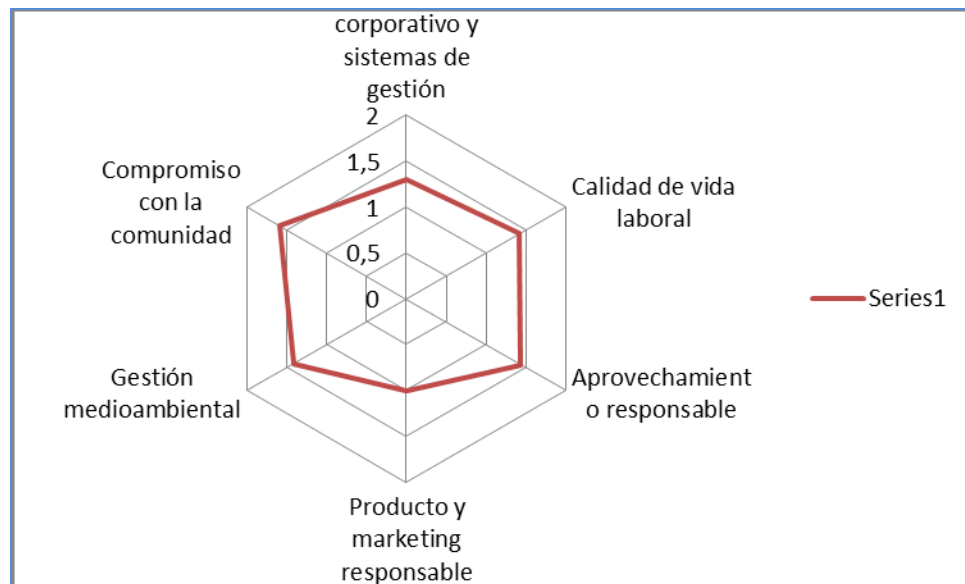 corporativo y
sistemas de
gestión
2
1,5
1
0,5
0
Calidad de vida
laboral
Aprovechamient
o responsable
Producto y
marketing
responsable
Gestión
medioambiental
Compromiso
con la
comunidad
Series1